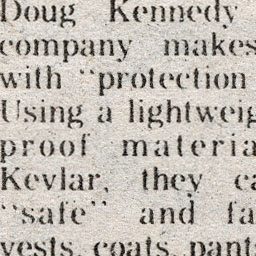 Doug Kennedy
company makes
with "protection
Using a lightweig
proof materia
Kevlar, they ca
"safe" and fa
vests, coats, pant